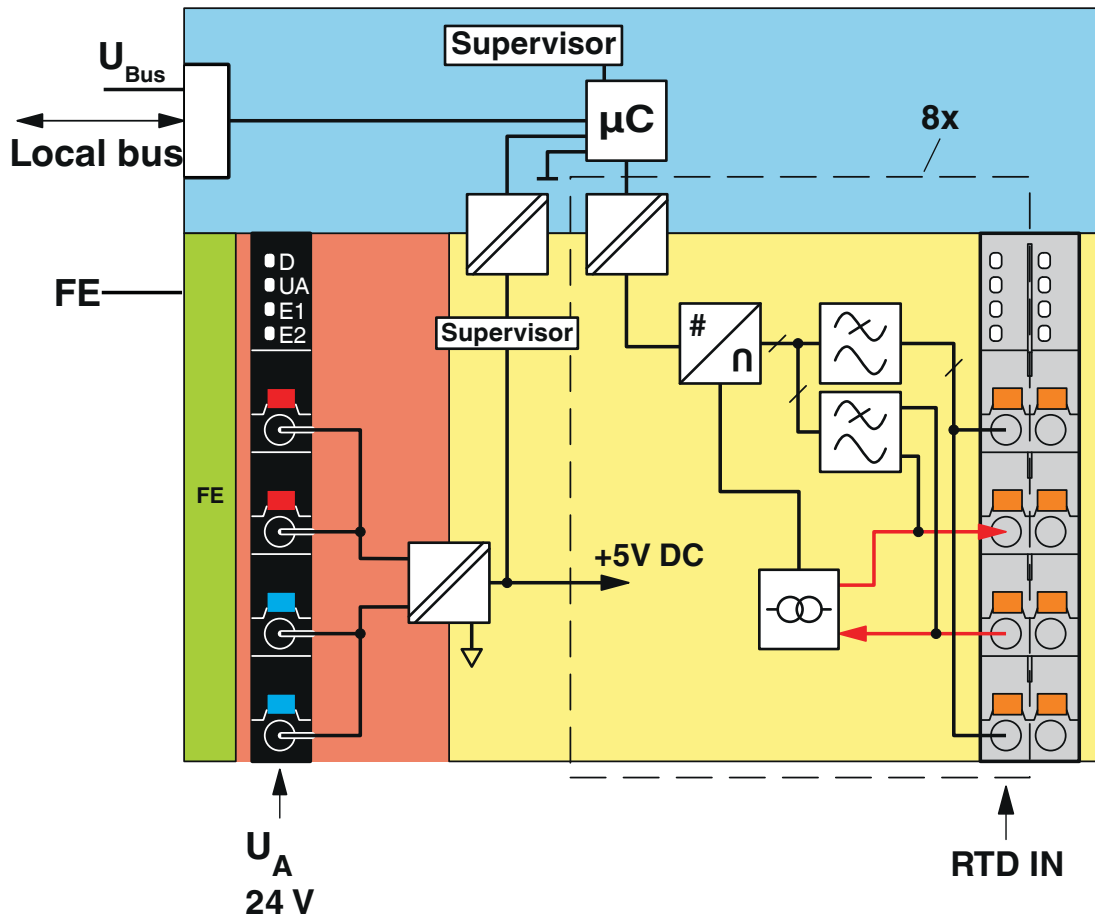 Supervisor
U Bus
µC
8x
Local bus
D
UA
E1
E2
FE
Supervisor
#
∩
FE
+5V DC
U A
24 V
RTD IN